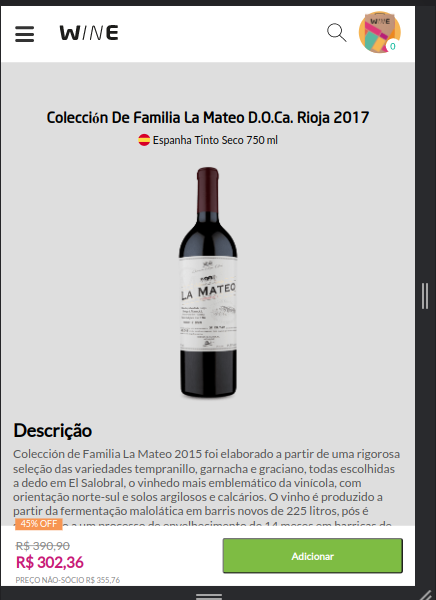 WINE
WINE
0
Colección De Familia La Mateo D.O.Ca. Rioja 2017
Espanha Tinto Seco 750 ml
LA MATEO
Descrição
Colección de Familia La Mateo 2015 foi elaborado a partir de uma rigorosa
seleção das variedades tempranillo, garnacha e graciano, todas escolhidas
a dedo em El Salobral, o vinhedo mais emblemático da vinícola, com
orientação norte-sul e solos argilosos e calcários. O vinho é produzido a
partir da fermentação malolática em barris novos de 225 litros, pós é
a um processo de envelhecimento de 14 meses em barricas de
45% OFF
R$ 390,90
R$ 302,36
PREÇO NÃO-SÓCIO R$ 355,76
Adicionar